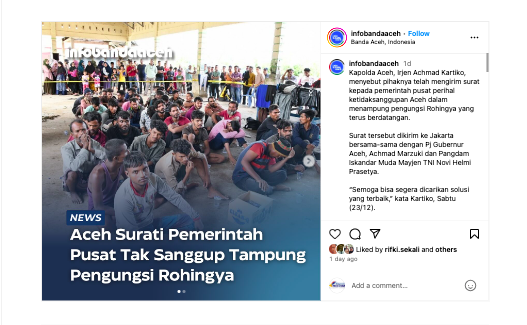 infobandaaceh
NEWS
Aceh Surati Pemerintah
Pusat Tak Sanggup Tampung
Pengungsi Rohingya
infobandaaceh · Follow
Banda Aceh, Indonesia
infobandaaceh 1d
Kapolda Aceh, Irjen Achmad Kartiko,
menyebut pihaknya telah mengirim surat
kepada pemerintah pusat perihal
ketidaksanggupan Aceh dalam
menampung pengungsi Rohingya yang
terus berdatangan.
Surat tersebut dikirim ke Jakarta
bersama-sama dengan Pj Gubernur
Aceh, Achmad Marzuki dan Pangdam
Iskandar Muda Mayjen TNI Novi Helmi
Prasetya.
"Semoga bisa segera dicarikan solusi
yang terbaik," kata Kartiko, Sabtu
(23/12).
Liked by rifki.sekali and others
1 day ago
Add a comment...